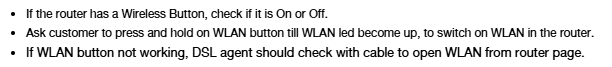 • If the router has a Wireless Button, check if it is On or Off.
• Ask customer to press and hold on WLAN button till WLAN led become up, to switch on WLAN in the router.
• If WLAN button not working, DSL agent should check with cable to open WLAN from router page.